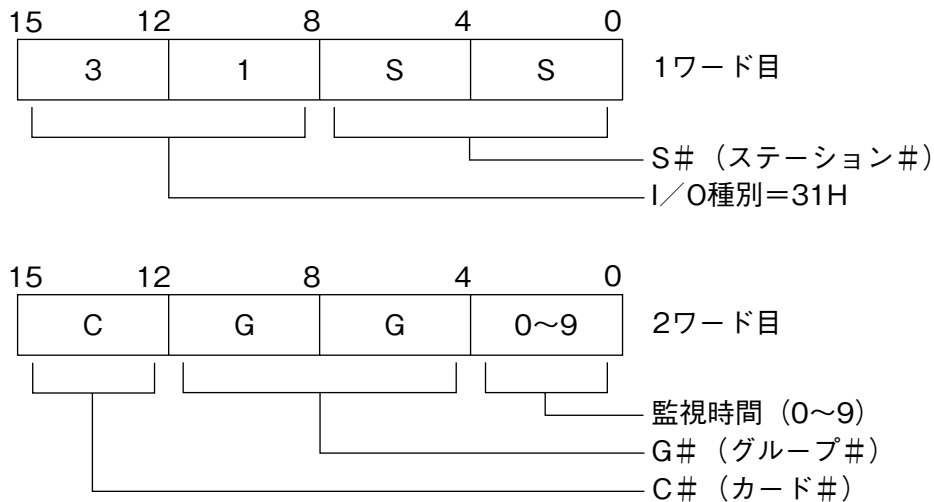 15 12 8 4 0
3 1 S S 1ワード目
S#（ステーション#）
I／O種別＝31H
15 12 8 4 0
C G G 0〜9 2ワード目
監視時間（0〜9）
G#（グループ#）
C#（カード#）